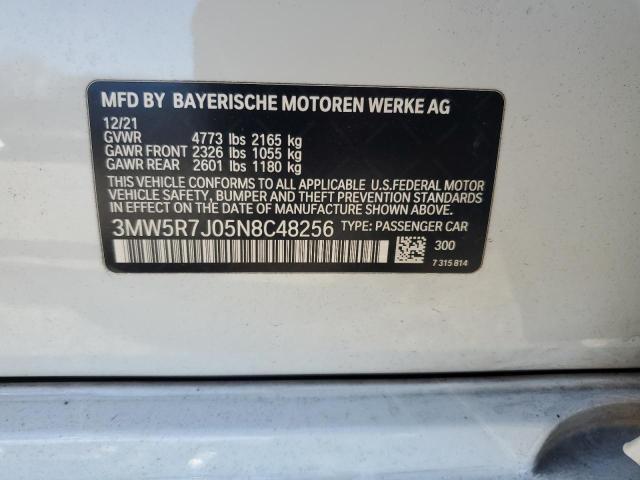 MFD BY BAYERISCHE MOTOREN WERKE AG
12/21
GVWR 4773 lbs 2165 kg
GAWR FRONT 2326 lbs 1055 kg
GAWR REAR 2601 lbs 1180 kg
THIS VEHICLE CONFORMS TO ALL APPLICABLE U.S.FEDERAL MOTOR
VEHICLE SAFETY, BUMPER AND THEFT PREVENTION STANDARDS
IN EFFECT ON THE DATE OF MANUFACTURE SHOWN ABOVE.
3MW5R7J05N8C48256 TYPE: PASSENGER CAR
300
7 315 814